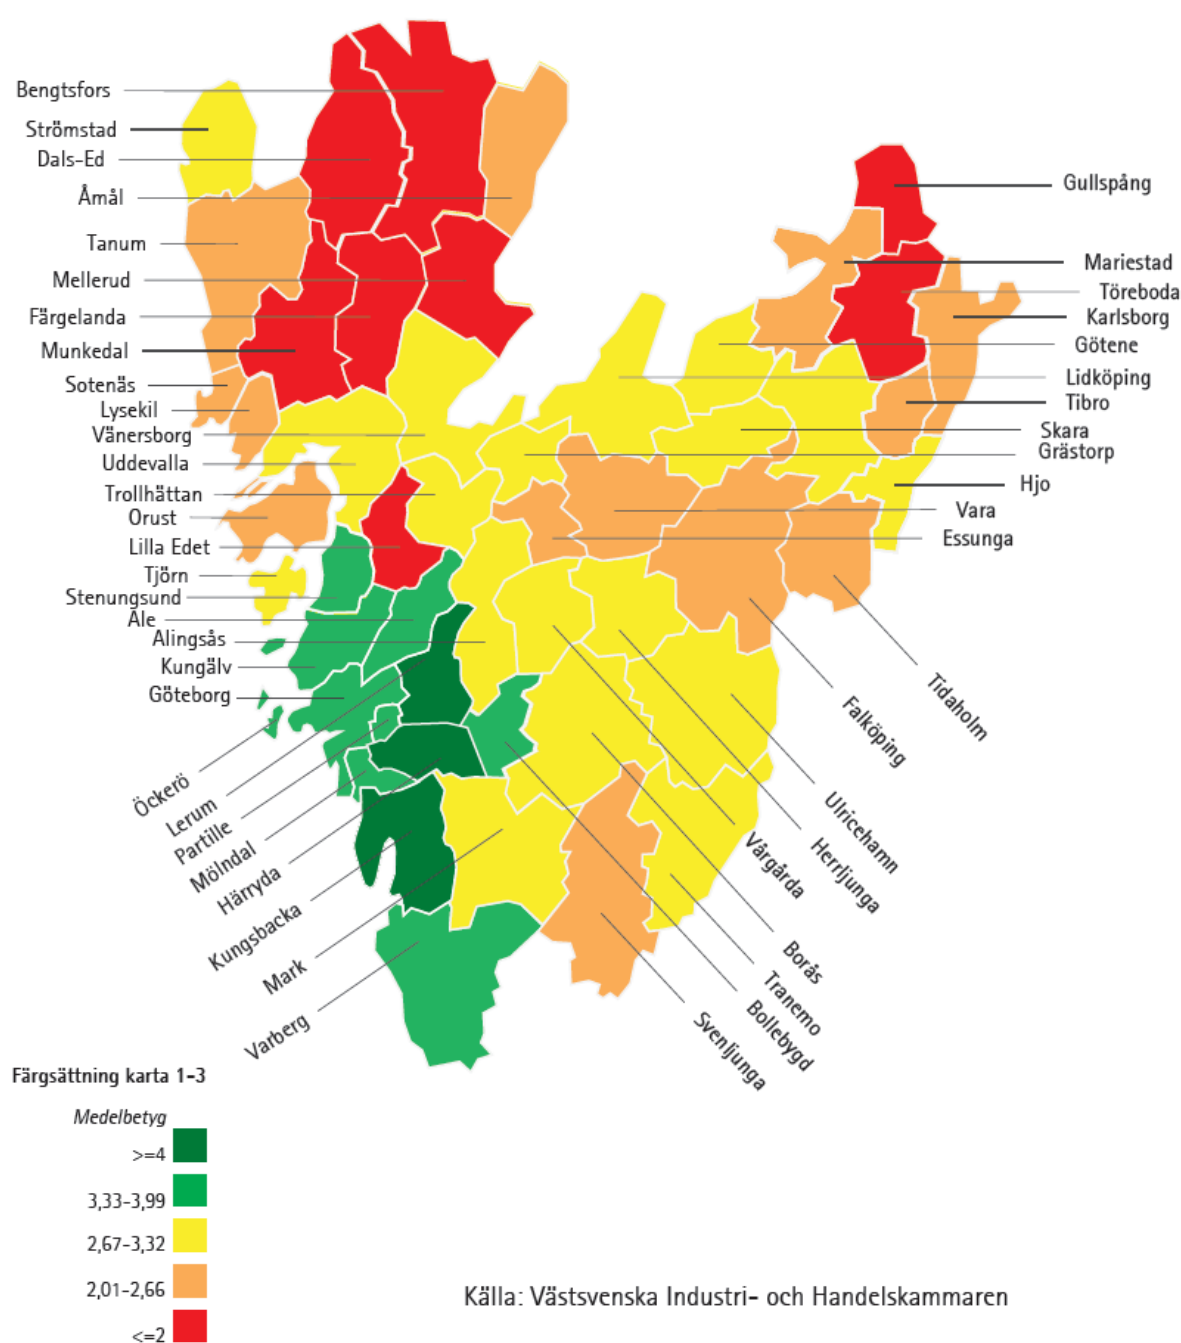 Bengtsfors
Strömstad
Dals-Ed
Åmål
Tanum
Mellerud
Färgelanda
Munkedal
Sotenäs
Lysekil
Vänersborg
Uddevalla
Trollhättan
Orust
Lilla Edet
Tjörn
Stenungsund
Ale
Alingsås
Kungälv
Göteborg
Öckerö
Lerum
Partille
Mölndal
Härryda
Kungsbacka
Mark
Varberg
Gullspång
Mariestad
Töreboda
Karlsborg
Götene
Lidköping
Tibro
Skara
Grästorp
Hjo
Vara
Essunga
Tidaholm
Falköping
Ulricehamn
Herrljunga
Vårgårda
Borås
Tranemo
Bollebygd
Svenljunga
Färgsättning karta 1-3
Medelbetyg
>=4
3,33-3,99
2,67-3,32
2,01-2,66
<=2
Källa: Västsvenska Industri- och Handelskammaren